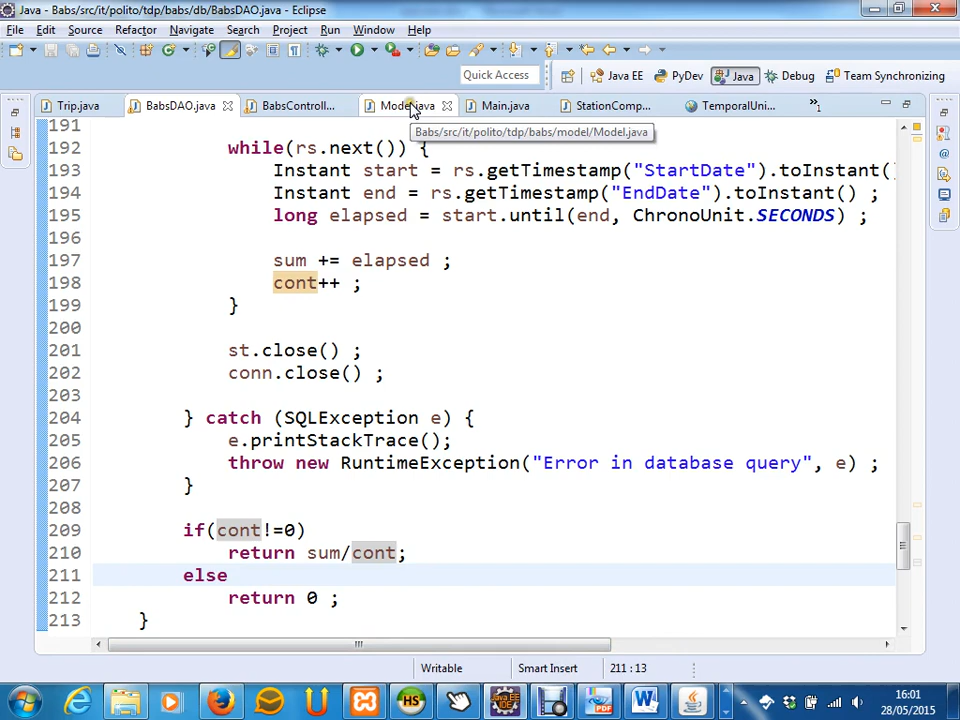 Java - Babs/src/it/polito/tdp/babs/db/BabsDAO.java - Eclipse
File Edit Source Refactor Navigate Search Project Run Window Help
Quick Access Java EE PyDev Java Debug Team Synchronizing
Trip.java BabsDAO.java BabsControll... Model.java Main.java StationComp... TemporalUni... »1
Babs/src/it/polito/tdp/babs/model/Model.java
191
192 while(rs.next()) {
193 Instant start = rs.getTimestamp("StartDate").toInstant(
194 Instant end = rs.getTimestamp("EndDate").toInstant() ;
195 long elapsed = start.until(end, ChronoUnit.SECONDS) ;
196
197 sum += elapsed ;
198 cont++ ;
199 }
200
201 st.close() ;
202 conn.close() ;
203
204 } catch (SQLException e) {
205 e.printStackTrace();
206 throw new RuntimeException("Error in database query", e) ;
207 }
208
209 if(cont!=0)
210 return sum/cont;
211 else
212 return 0 ;
213 }
Writable Smart Insert 211 : 13
16:01
28/05/2015